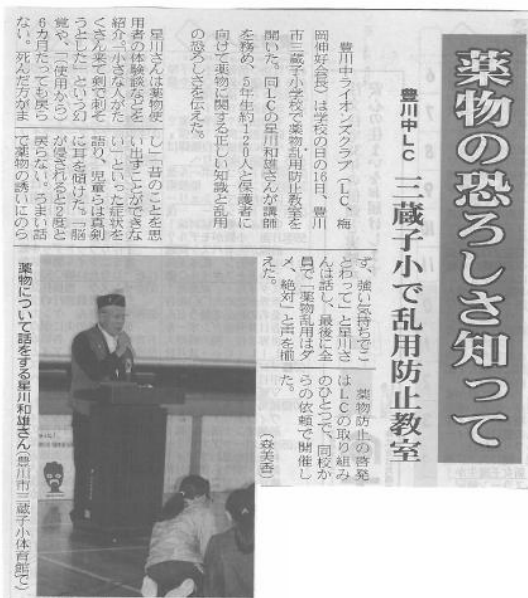 薬物の恐ろしさ知って
豊川中LC 三蔵子小で乱用防止教室
豊川中ライオンズクラブ(LC、梅
岡伸好会長)は学校の日の16日、豊川
市三蔵子小学校で薬物乱用防止教室を
開いた。同LCの星川和雄さんが講師
を務め、5年生約120人と保護者に
向けて薬物に関する正しい知識と乱用
の恐ろしさを伝えた。
星川さんは薬物使
用者の体験談などを
紹介。「小さな人がた
くさん来て剣で刺そ
うとした」という幻
覚や、「(使用から)
6カ月たっても戻ら
ない。死んだ方がま
し」「昔のことを思
い出すことができな
い」といった症状を
語り、児童らは真剣
に耳を傾けた。「脳
が侵されると2度と
戻らない。うまい話
で薬物の誘いにのら
ず、強い気持ちでこ
とわって」と星川さ
んは話し、最後に全
員で「薬物乱用はダ
メ、絶対」と声を揃
えた。
薬物防止の啓発
はLCの取り組み
のひとつで、同校か
らの依頼で開催し
た。
(森美香)
薬物について話をする星川和雄さん(豊川市三蔵子小体育館で)